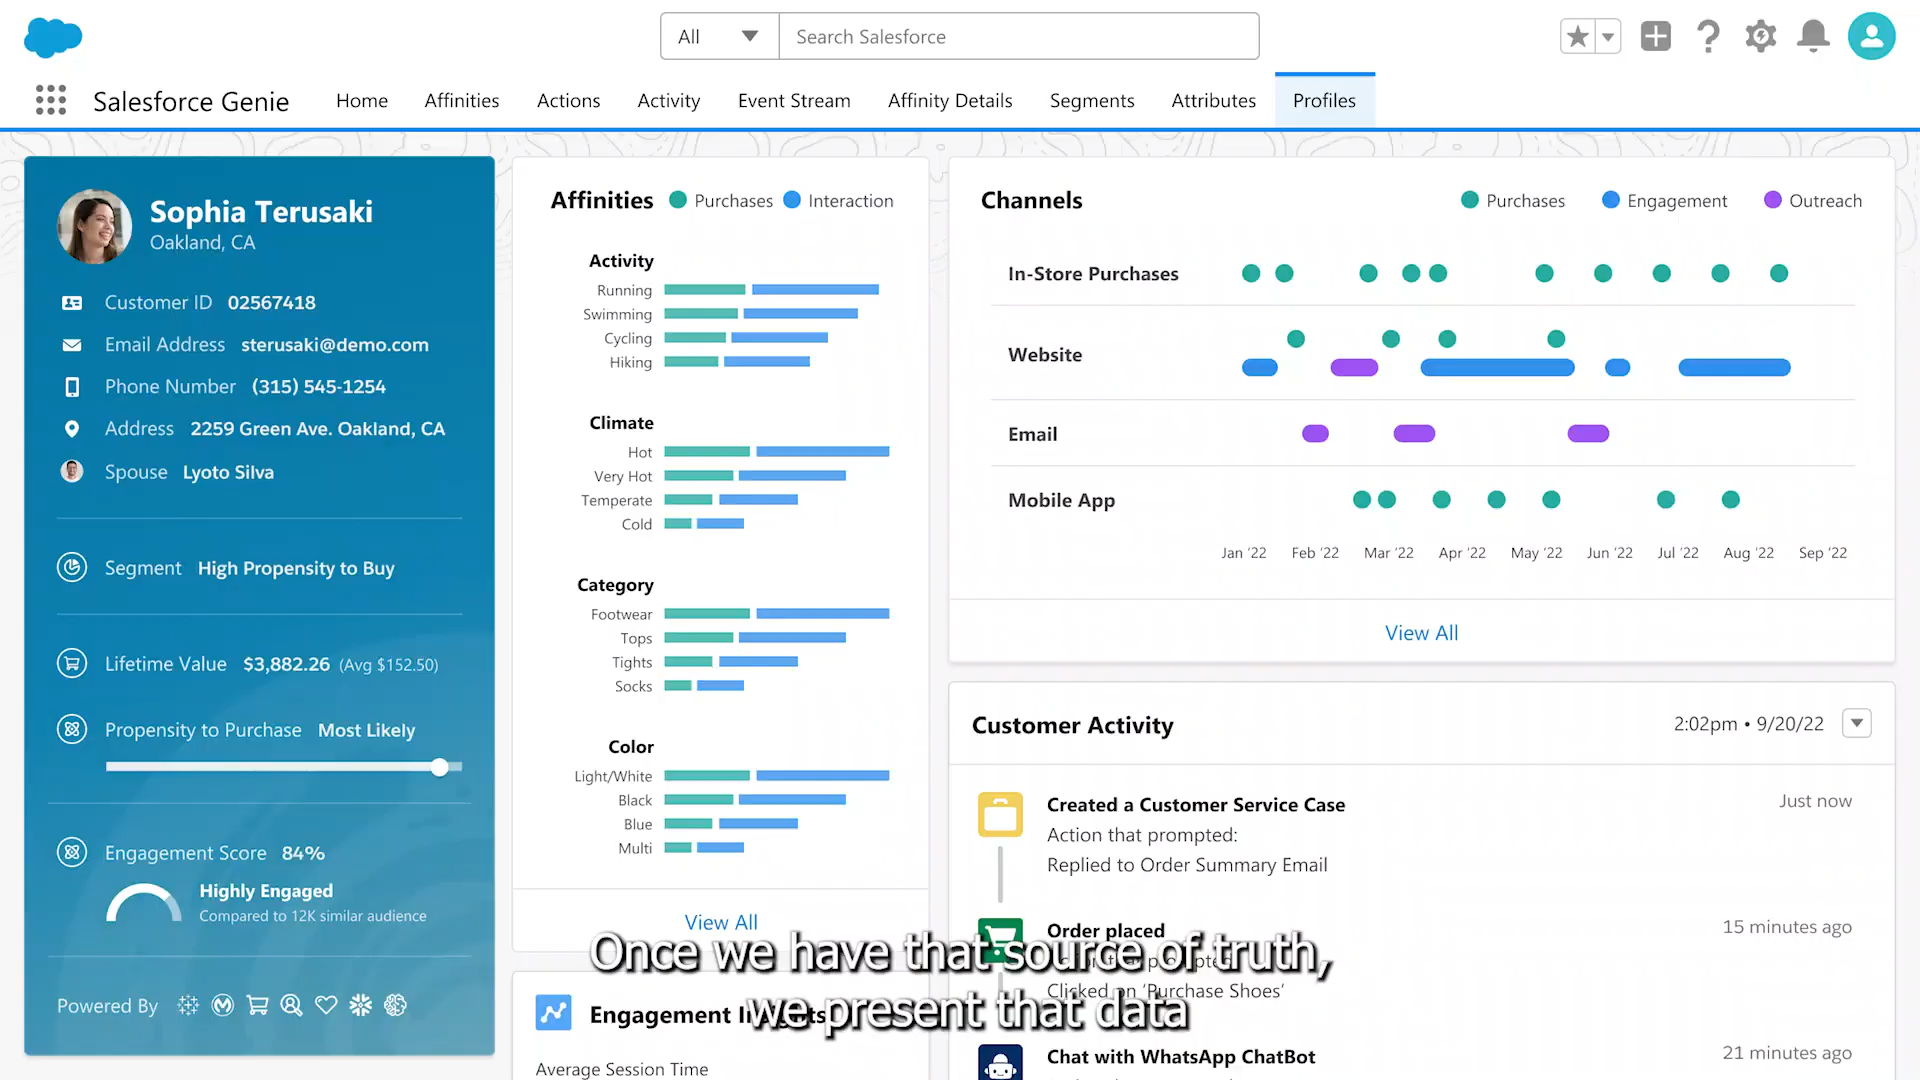 All
Search Salesforce
Salesforce Genie
Home
Affinities
Actions
Activity
Event Stream
Affinity Details
Segments
Attributes
Profiles
Sophia Terusaki
Oakland, CA
Customer ID 02567418
Email Address sterusaki@demo.com
Phone Number (315) 545-1254
Address 2259 Green Ave. Oakland, CA
Spouse Lyoto Silva
Segment High Propensity to Buy
Lifetime Value $3,882.26 (Avg $152.50)
Propensity to Purchase Most Likely
Engagement Score 84%
Highly Engaged
Compared to 12K similar audience
Powered By
Affinities
Purchases
Interaction
Activity
Running
Swimming
Cycling
Hiking
Climate
Hot
Very Hot
Temperate
Cold
Category
Footwear
Tops
Tights
Socks
Color
Light/White
Black
Blue
Multi
View All
Engagement Insights
Average Session Time
Channels
Purchases
Engagement
Outreach
In-Store Purchases
Website
Email
Mobile App
Jan ‘22 Feb ‘22 Mar ‘22 Apr ‘22 May ‘22 Jun ‘22 Jul ‘22 Aug ‘22 Sep ‘22
View All
Customer Activity
2:02pm • 9/20/22
Created a Customer Service Case
Just now
Action that prompted:
Replied to Order Summary Email
Order placed
15 minutes ago
Clicked on ‘Purchase Shoes’
Chat with WhatsApp ChatBot
21 minutes ago
Once we have that source of truth,
we present that data